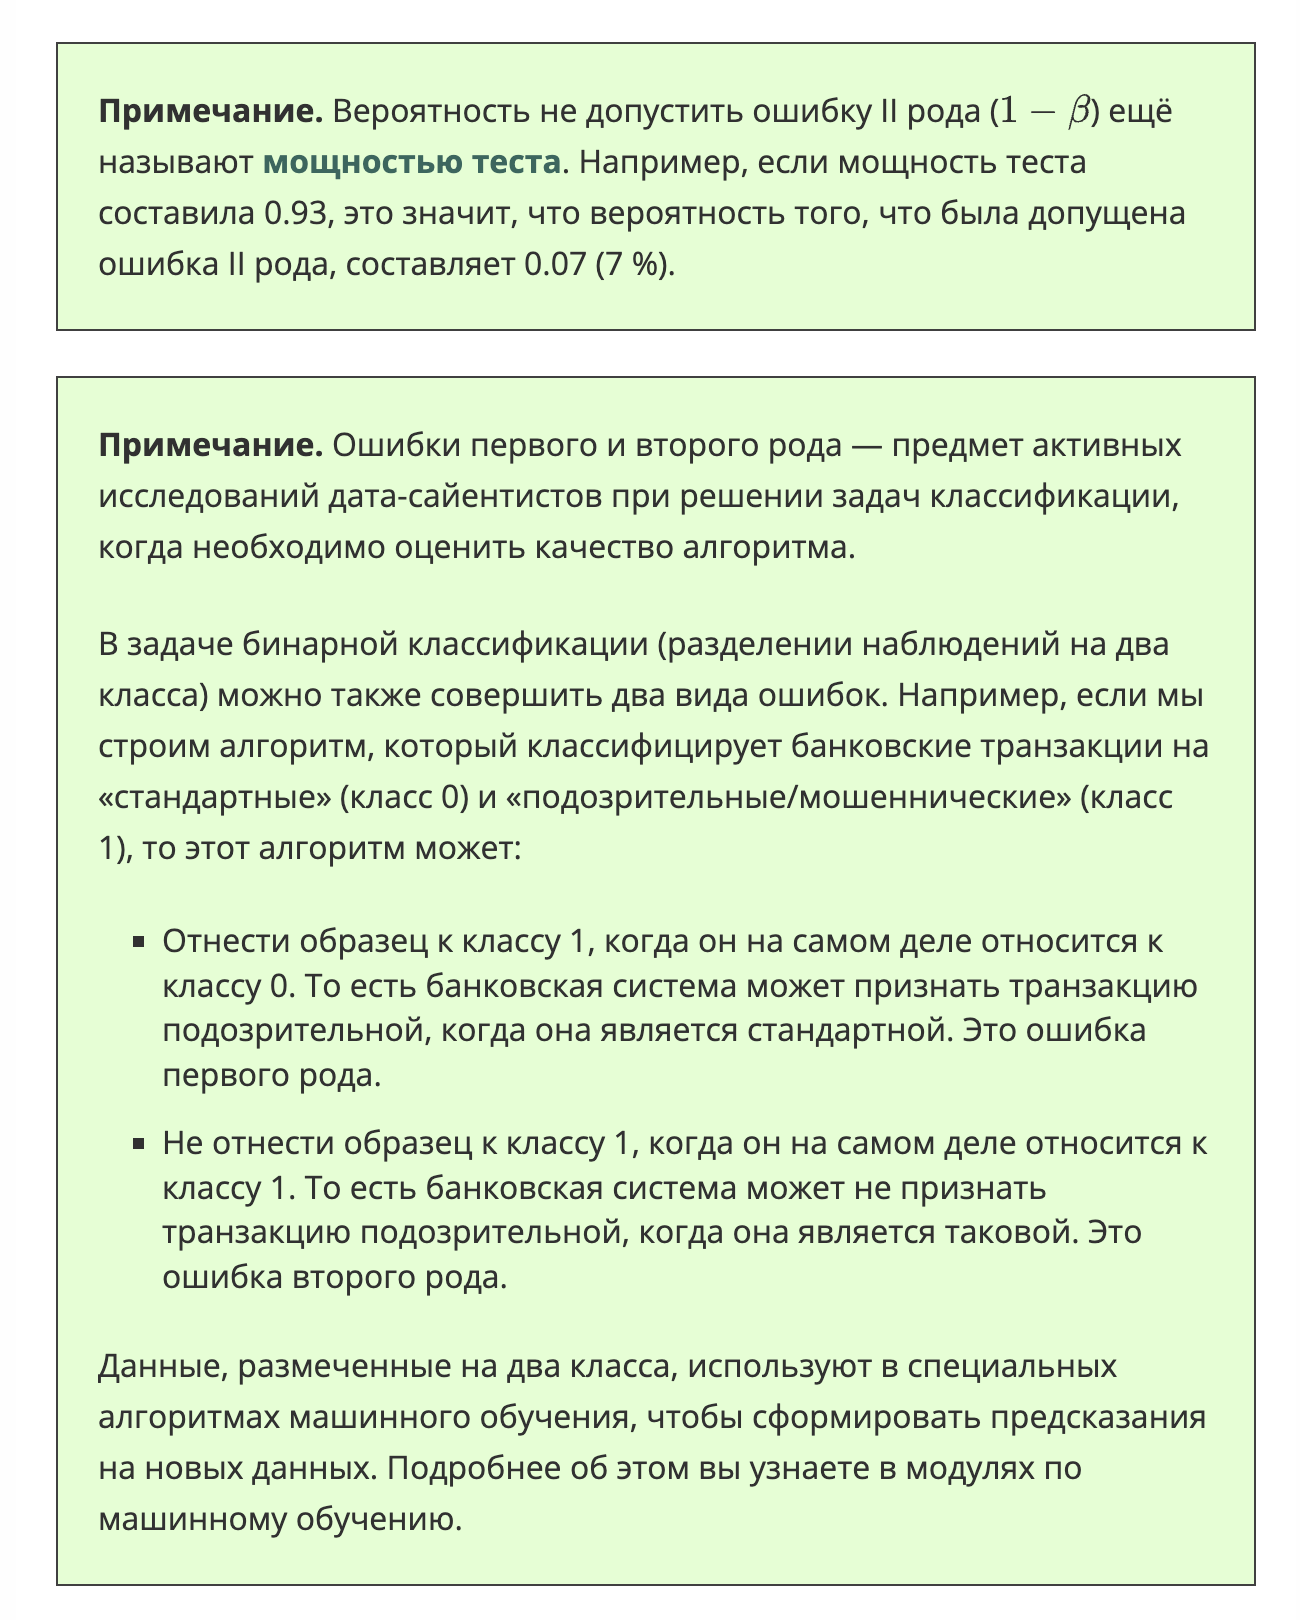 Примечание. Вероятность не допустить ошибку II рода (1 − β) ещё
называют мощностью теста. Например, если мощность теста
составила 0.93, это значит, что вероятность того, что была допущена
ошибка II рода, составляет 0.07 (7 %).
Примечание. Ошибки первого и второго рода — предмет активных
исследований дата-сайентистов при решении задач классификации,
когда необходимо оценить качество алгоритма.
В задаче бинарной классификации (разделении наблюдений на два
класса) можно также совершить два вида ошибок. Например, если мы
строим алгоритм, который классифицирует банковские транзакции на
«стандартные» (класс 0) и «подозрительные/мошеннические» (класс
1), то этот алгоритм может:
▪ Отнести образец к классу 1, когда он на самом деле относится к
классу 0. То есть банковская система может признать транзакцию
подозрительной, когда она является стандартной. Это ошибка
первого рода.
▪ Не отнести образец к классу 1, когда он на самом деле относится к
классу 1. То есть банковская система может не признать
транзакцию подозрительной, когда она является таковой. Это
ошибка второго рода.
Данные, размеченные на два класса, используют в специальных
алгоритмах машинного обучения, чтобы сформировать предсказания
на новых данных. Подробнее об этом вы узнаете в модулях по
машинному обучению.